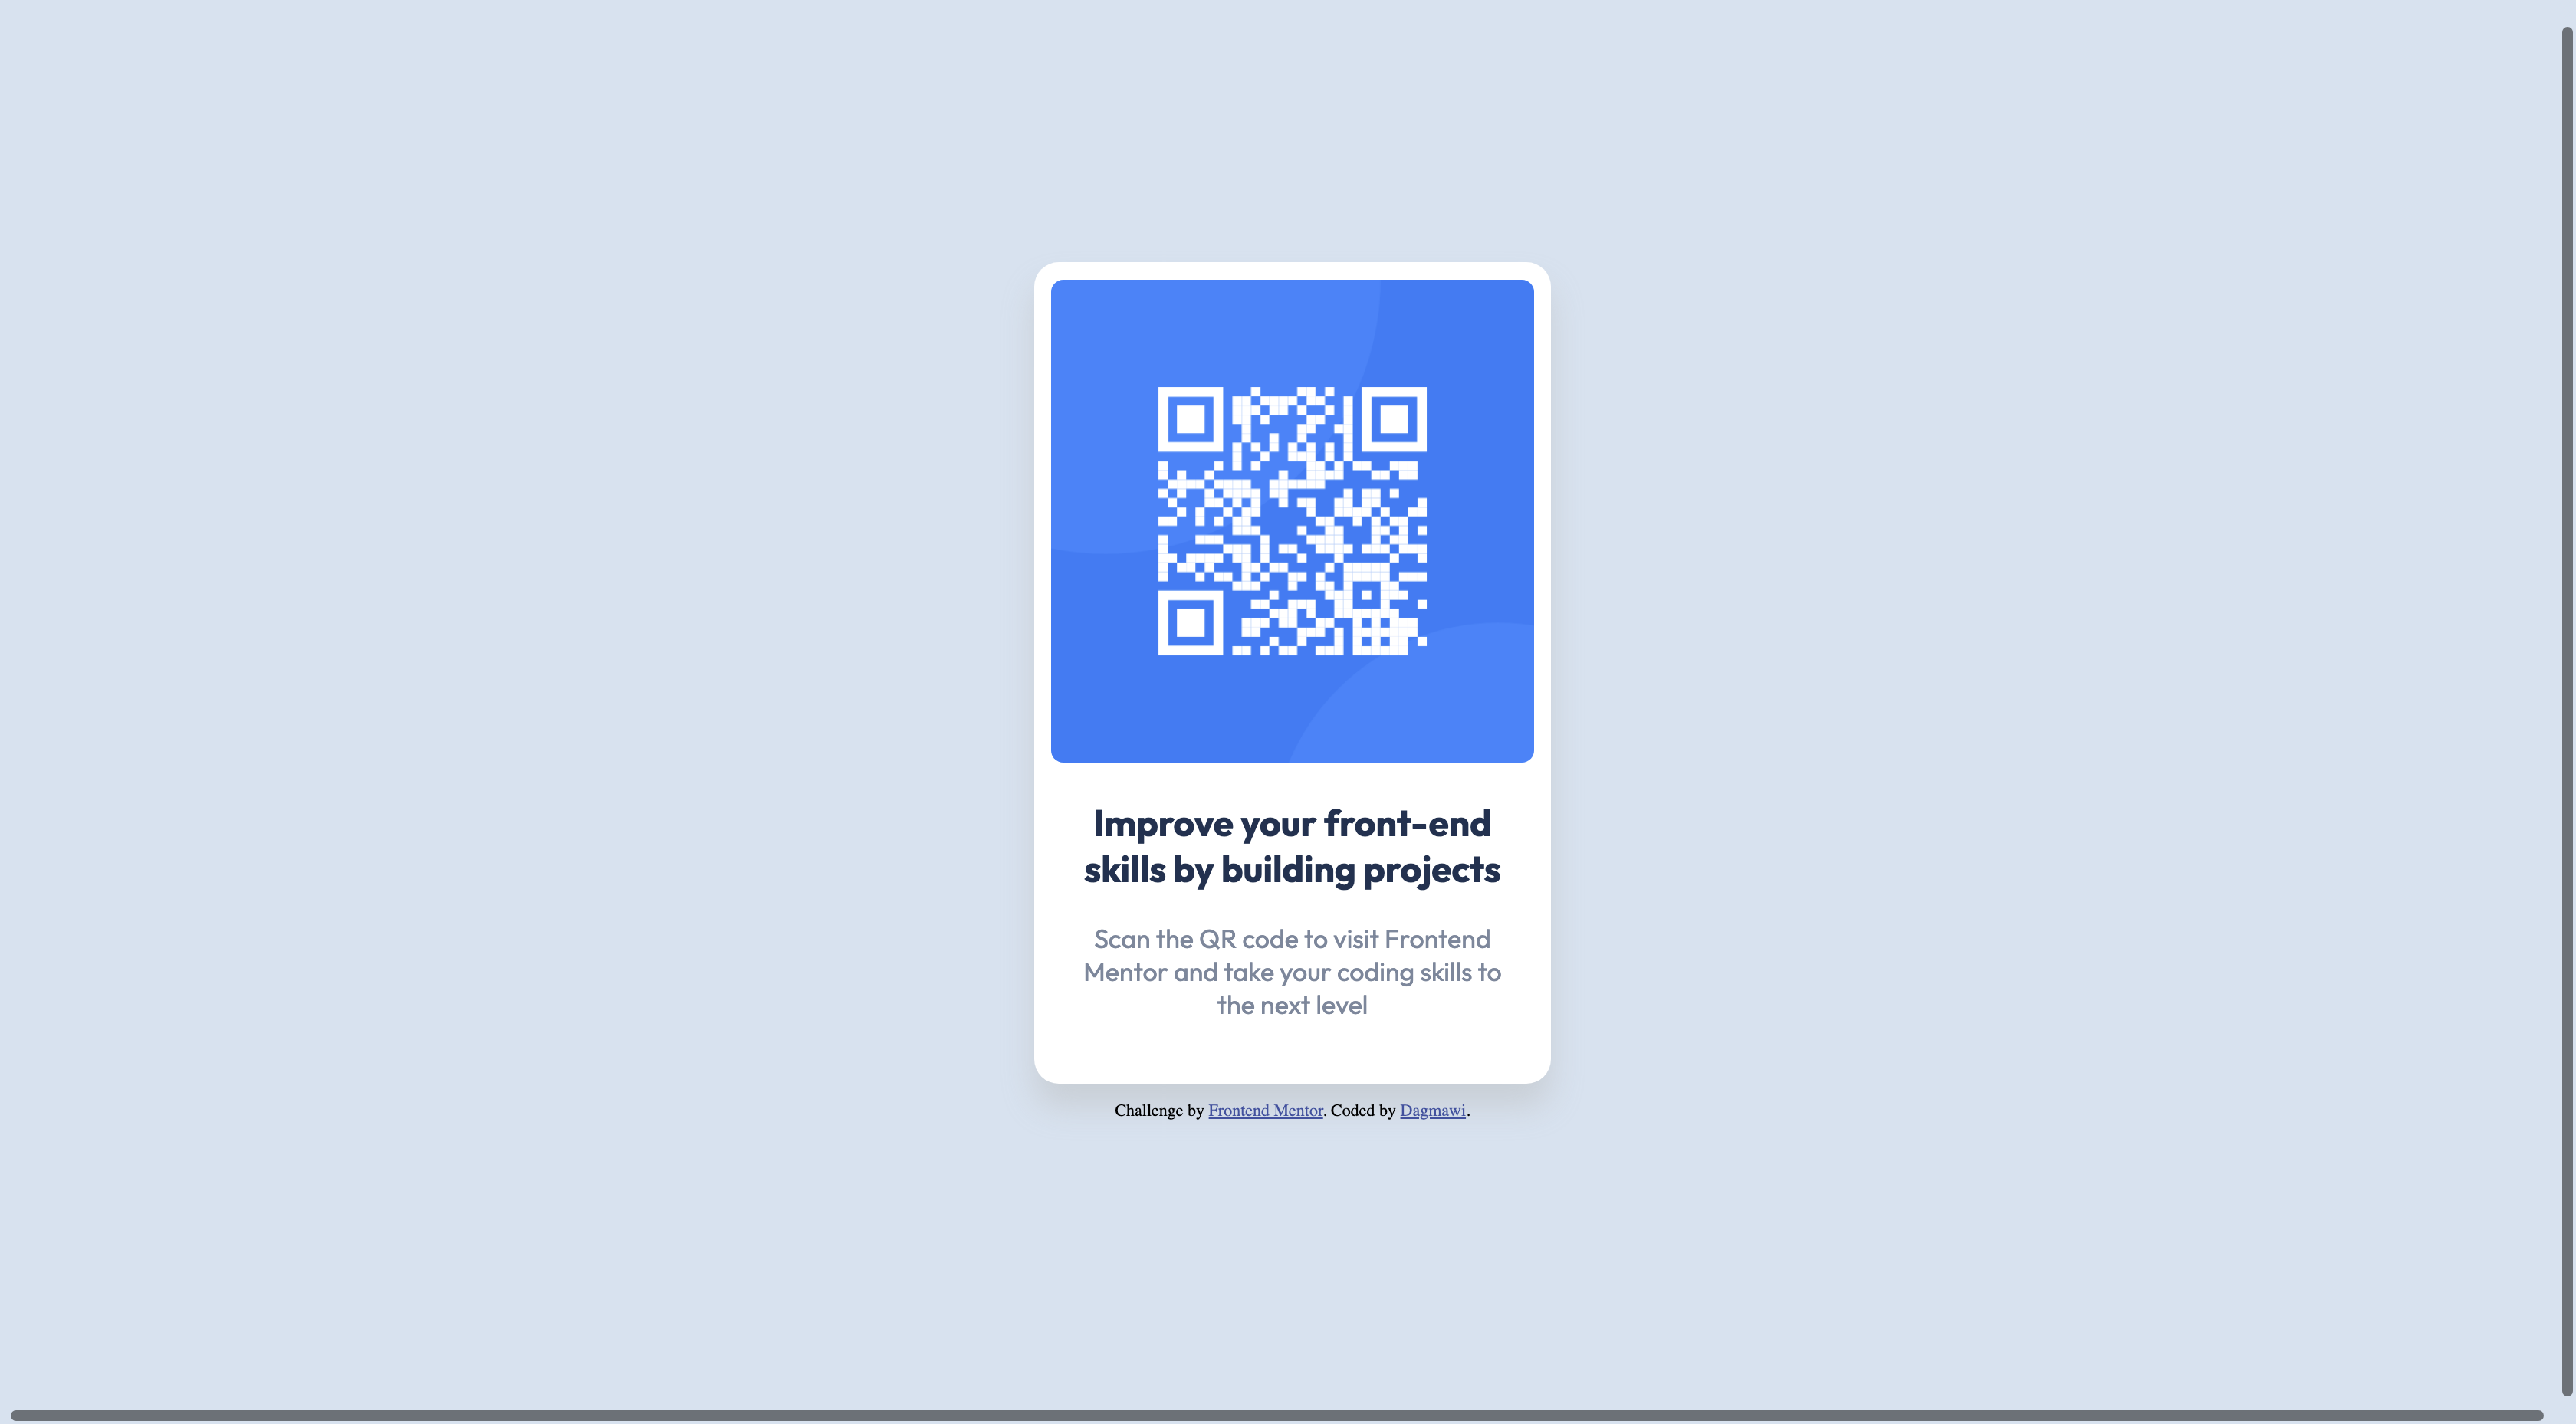 Improve your front-end
skills by building projects
Scan the QR code to visit Frontend
Mentor and take your coding skills to
the next level
Challenge by Frontend Mentor. Coded by Dagmawi.